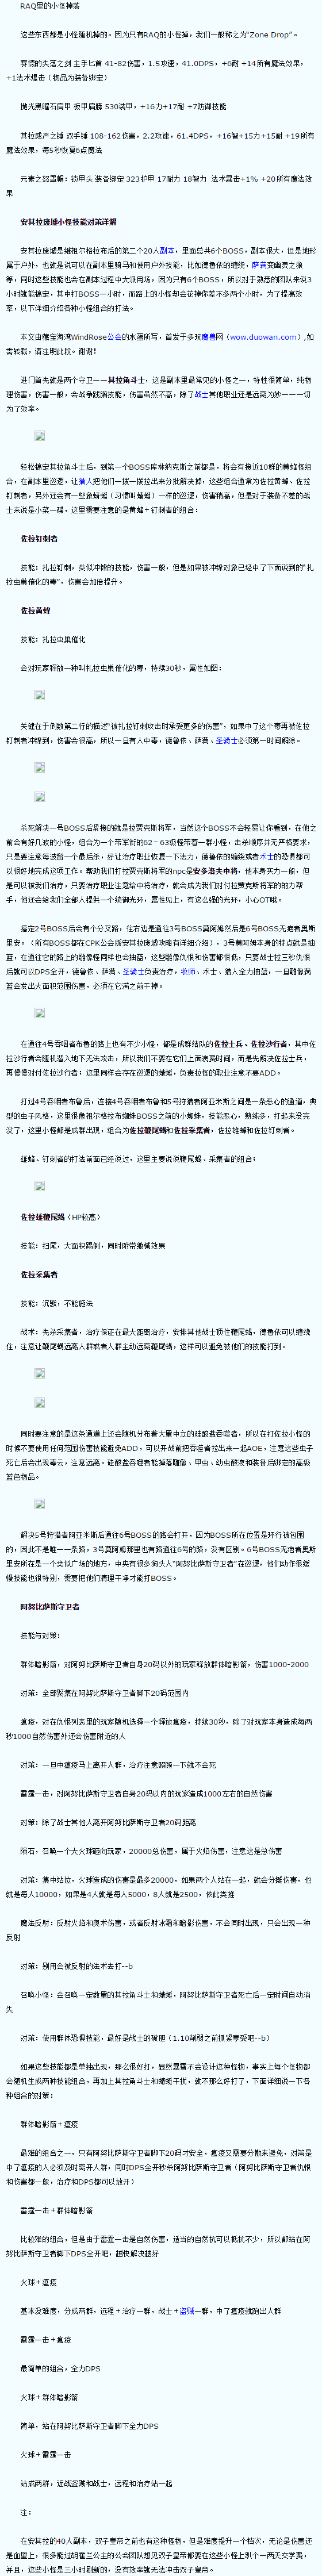 RAQ里的小怪掉落
这些东西都是小怪随机掉的。因为只有RAQ的小怪掉，我们一般称之为“Zone Drop”。
赛德的失落之剑 主手匕首 41-82伤害，1.5攻速，41.0DPS，+6耐 +14所有魔法效果，
+1法术爆击（物品为装备绑定）
抛光黑曜石肩甲 板甲肩膀 530装甲，+16力+17耐 +7防御技能
其拉威严之锤 双手锤 108-162伤害，2.2攻速，61.4DPS，+16智+15力+15耐 +19所有
魔法效果，每5秒恢复6点魔法
元素之怒罩帽：锁甲头 装备绑定 323护甲 17耐力 18智力 法术暴击+1% +20所有魔法效
果
安其拉废墟小怪技能对策详解
安其拉废墟是继祖尔格拉布后的第二个20人副本，里面总共6个BOSS，副本很大，但是地形
属于户外，也就是说可以在副本里骑马和使用户外技能，比如德鲁依的缠绕，萨满变幽灵之狼
等，同时这些技能也会在副本过程中大派用场，因为只有6个BOSS，所以对于熟悉的团队来说3
小时就能搞定，其中打BOSS一小时，而路上的小怪却会花掉你差不多两个小时，为了提高效
率，以下详细介绍各种小怪组合的打法。
本文由藏宝海湾WindRose公会的水蛋所写，首发于多玩魔兽网（wow.duowan.com）,如
需转载，请注明此段。谢谢！
进门首先就是两个守卫一一其拉角斗士，这是副本里最常见的小怪之一，特性很简单，纯物
理伤害，伤害一般，会战争践踏技能，伤害虽然不高，除了战士其他职业还是远离为妙一一一切
为了效率。
轻松搞定其拉角斗士后，到第一个BOSS库林纳克斯之前都是，将会有接近10群的黄蜂怪组
合，在副本里巡逻，让猎人把他们一拔一拔拉出来分批解决掉，这些组合通常为佐拉黄蜂、佐拉
钉刺者，另外还会有一些象蜥蜴（习惯叫蜥蜴）一样的巡逻，伤害稍高，但是对于装备不差的战
士来说是小菜一碟，这里需要注意的是黄蜂+钉刺者的组合：
佐拉钉刺者
技能：扎拉钉刺，类似冲锋的技能，伤害一般，但是如果被冲锋对象已经中了下面说到的“扎
拉虫巢催化的毒”，伤害会加倍提升。
佐拉黄蜂
技能：扎拉虫巢催化
会对玩家释放一种叫扎拉虫巢催化的毒，持续30秒，属性如图：
关键在于倒数第二行的描述“被扎拉钉刺攻击时承受更多的伤害”，如果中了这个毒再被佐拉
钉刺者冲锋到，伤害会很高，所以一旦有人中毒，德鲁依、萨满、圣骑士必须第一时间解除。
杀死解决一号BOSS后紧接的就是拉贾克斯将军，当然这个BOSS不会轻易让你看到，在他之
前会有好几波的小怪，组合为一个带军衔的62－63级怪带着一群小怪，击杀顺序并无严格要求，
只是要注意每波留一个最后杀，好让治疗职业恢复一下法力，德鲁依的缠绕或者术士的恐惧都可
以很好地完成这项工作。帮助我们打拉贾克斯将军的npc是安多洛夫中将，他本身实力一般，但
是可以被我们治疗，只要治疗职业注意给中将治疗，就会成为我们对付拉贾克斯将军的的力帮
手，他还会给我们全部人提供一个统御光环，真所谓见上，有这么强的光环，小心OT哦。
搞定2号BOSS后会有个分叉路，往右边是通往3号BOSS莫阿姆然后是6号BOSS无疤者奥斯
里安。（所有BOSS都在CPK公会版安其拉废墟攻略有详细介绍），3号莫阿姆本身的特点就是抽
蓝，在通往它的路上的雕像怪同样也会抽蓝，这些雕像仇恨和伤害都很低，只要战士拉三秒仇恨
后就可以DPS全开，德鲁依、萨满、圣骑士负责治疗，牧师、术士、猎人全力抽蓝，一旦雕像满
蓝会发出大面积范围伤害，必须在它满之前干掉。
在通往4号吞咽者布鲁的路上也有不少小怪，都是成群结队的佐拉士兵、佐拉沙行者，其中佐
拉沙行者会随机潜入地下无法攻击，所以我们不要在它们上面浪费时间，而是先解决佐拉士兵，
再慢慢对付佐拉沙行者；这里同样会存在巡逻的蜥蜴，负责拉怪的职业注意不要ADD。
打过4号吞咽者布鲁后，连接4号吞咽者布鲁和5号狩猎者阿亚米斯之间是一条恶心的通道，典
型的虫子风格，这里很像祖尔格拉布蜘蛛BOSS之前的小蜘蛛，技能恶心，熟练多，打起来没完
没了，这里小怪都是成群出现，组合为佐拉鞭尾蝎和佐拉采集者，佐拉雄蜂和佐拉钉刺者。
雄蜂、钉刺者的打法前面已经说过，这里主要说说鞭尾蝎、采集者的组合：
佐拉雄鞭尾蝎（HP较高）
技能：扫尾，大面积踢倒，同时附带缴械效果
佐拉采集者
技能：沉默，不能施法
战术：先杀采集者，治疗保证在最大距离治疗，安排其他战士顶住鞭尾蝎，德鲁依可以缠绕
住，注意让鞭尾蝎远离人群或者人群主动远离鞭尾蝎，这样可以避免被他们的技能打到。
同时要注意的是这条通道上还会随机分布着大量中立的硅酸盐吞噬者，所以在打佐拉小怪的
时候不要使用任何范围伤害技能避免ADD，可以开战前把吞噬者拉出来一起AOE，注意这些虫子
死亡后会出现毒云，注意远离。硅酸盐吞噬者能掉落雕像、甲虫、幼虫酸液和装备后绑定的高级
蓝色物品。
解决5号狩猎者阿亚米斯后通往6号BOSS的路会打开，因为BOSS所在位置是环行被包围
的，因此不是唯一一条路，3号莫阿姆那里也有路通往6号的路，没有区别。6号BOSS无疤者奥斯
里安所在是一个类似广场的地方，中央有很多狗头人“阿努比萨斯守卫者”在巡逻，他们动作很缓
慢技能也很特别，需要把他们清理干净才能打BOSS。
阿努比萨斯守卫者
技能与对策：
群体暗影箭，对阿努比萨斯守卫者自身20码以外的玩家释放群体暗影箭，伤害1000-2000
对策：全部聚集在阿努比萨斯守卫者脚下20码范围内
瘟疫，对在仇恨列表里的玩家随机选择一个释放瘟疫，持续30秒，除了对玩家本身造成每两
秒1000自然伤害外还会伤害附近的人
对策：一旦中瘟疫马上离开人群，治疗注意照顾一下就不会死
雷霆一击，对阿努比萨斯守卫者自身20码以内的玩家造成1000左右的自然伤害
对策：除了战士其他人离开阿努比萨斯守卫者20码距离
陨石，召唤一个大火球砸向玩家，20000总伤害，属于火焰伤害，注意这是总伤害
对策：集中站位，火球造成的伤害是最多20000，如果两个人站在一起，就会分摊伤害，也
就是每人10000，如果是4人就是每人5000，8人就是2500，依此类推
魔法反射：反射火焰和奥术伤害，或者反射冰霜和暗影伤害，不会同时出现，只会出现一种
反射
对策：别用会被反射的法术去打--b
召唤小怪：会召唤一定数量的其拉角斗士和蜥蜴，阿努比萨斯守卫者死亡后一定时间自动消
失
对策：使用群体恐惧技能，最好是战士的破胆（1.10削弱之前抓紧享受吧--b）
如果这些技能都是单独出现，那么很好打，显然暴雪不会设计这种怪物，事实上每个怪物都
会随机生成两种技能组合，再加上其拉角斗士和蜥蜴干扰，就不那么好打了，下面详细说一下各
种组合的对策：
群体暗影箭＋瘟疫
最难的组合之一，只有阿努比萨斯守卫者脚下20码才安全，瘟疫又需要分散来避免，对策是
中了瘟疫的人必须及时离开人群，同时DPS全开秒杀阿努比萨斯守卫者（阿努比萨斯守卫者仇恨
和伤害都一般，治疗和DPS都可以放开）
雷霆一击＋群体暗影箭
比较难的组合，但是由于雷霆一击是自然伤害，适当的自然抗可以抵抗不少，所以都站在阿
努比萨斯守卫者脚下DPS全开吧，越快解决越好
火球＋瘟疫
基本没难度，分成两群，远程＋治疗一群，战士＋盗贼一群，中了瘟疫就跑出人群
雷霆一击＋瘟疫
最简单的组合，全力DPS
火球＋群体暗影箭
简单，站在阿努比萨斯守卫者脚下全力DPS
火球＋雷霆一击
站成两群，近战盗贼和战士，远程和治疗站一起
注：
在安其拉的40人副本，双子皇帝之前也有这种怪物，但是难度提升一个档次，无论是伤害还
是血量上，很多能过胡霍兰公主的公会团队想见双子皇帝都要在这些小怪上趴个一两天交学费，
并且，这些小怪是三小时刷新的，没有效率就无法冲击双子皇帝。